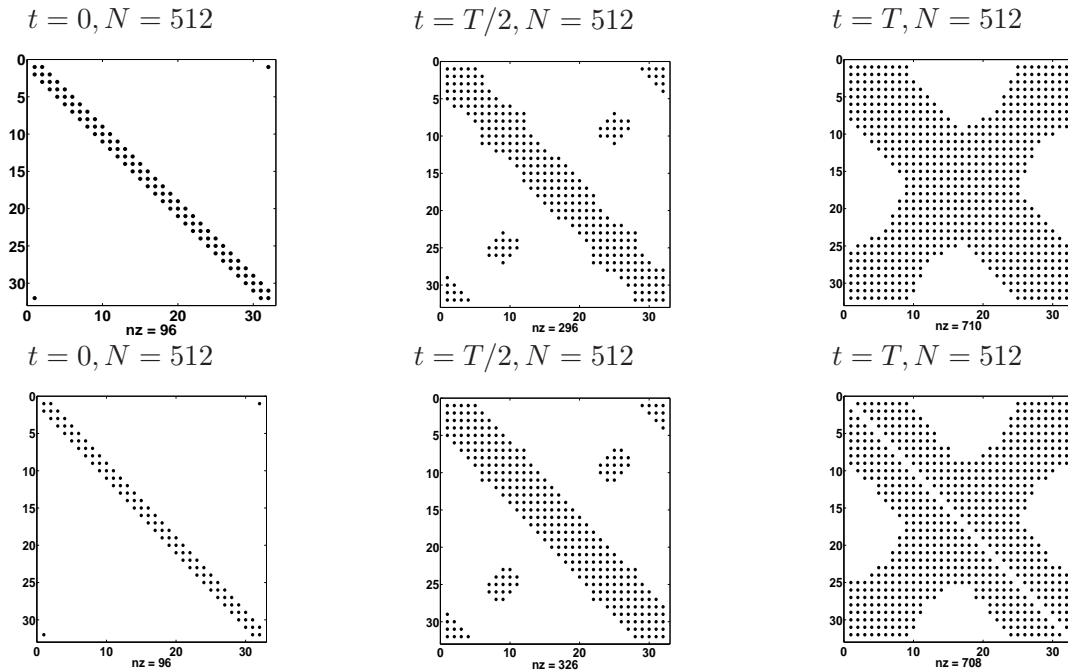 t = 0, N = 512 t = T/2, N = 512 t = T, N = 512
0 0 0
5 5 5
10 10 10
15 15 15
20 20 20
25 25 25
30 30 30
0 10 20 30 0 10 20 30 0 10 20 30
nz = 96 nz = 296 nz = 710
t = 0, N = 512 t = T/2, N = 512 t = T, N = 512
0 0 0
5 5 5
10 10 10
15 15 15
20 20 20
25 25 25
30 30 30
0 10 20 30 0 10 20 30 0 10 20 30
nz = 96 nz = 326 nz = 708